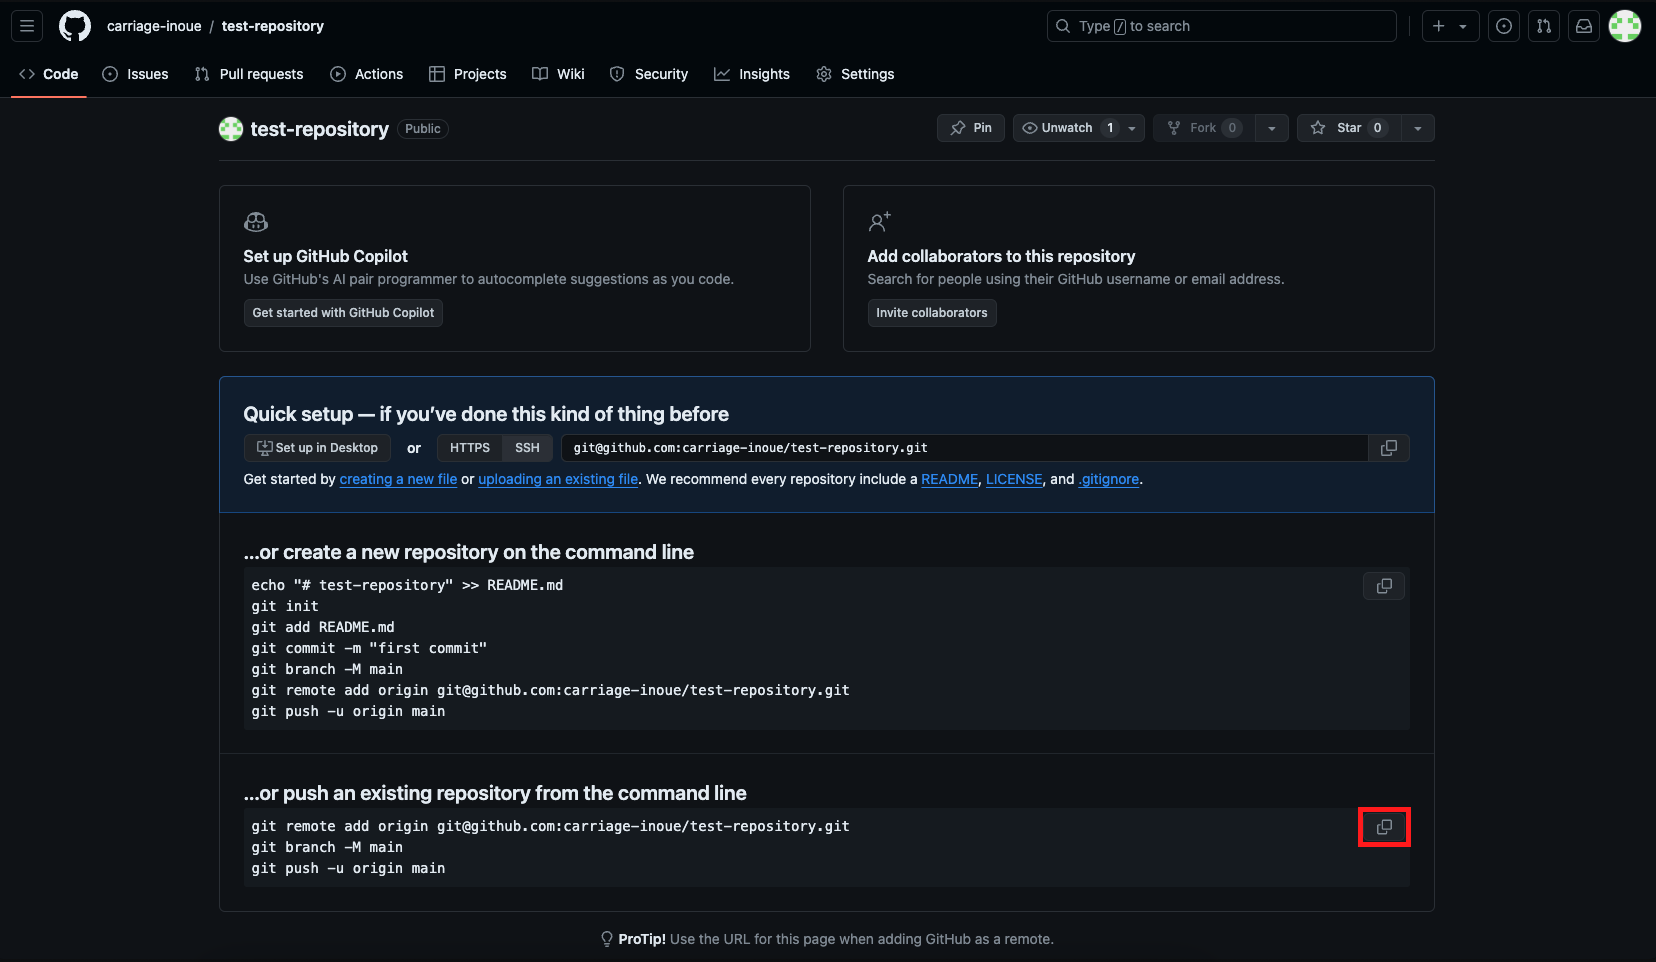 carriage-inoue / test-repository
Type / to search
Code Issues Pull requests Actions Projects Wiki Security Insights Settings
test-repository Public
Pin Unwatch 1 Fork 0 Star 0
Set up GitHub Copilot
Use GitHub's AI pair programmer to autocomplete suggestions as you code.
Get started with GitHub Copilot
Add collaborators to this repository
Search for people using their GitHub username or email address.
Invite collaborators
Quick setup — if you’ve done this kind of thing before
Set up in Desktop or HTTPS SSH git@github.com:carriage-inoue/test-repository.git
Get started by creating a new file or uploading an existing file. We recommend every repository include a README, LICENSE, and .gitignore.
…or create a new repository on the command line
echo "# test-repository" >> README.md
git init
git add README.md
git commit -m "first commit"
git branch -M main
git remote add origin git@github.com:carriage-inoue/test-repository.git
git push -u origin main
…or push an existing repository from the command line
git remote add origin git@github.com:carriage-inoue/test-repository.git
git branch -M main
git push -u origin main
ProTip! Use the URL for this page when adding GitHub as a remote.